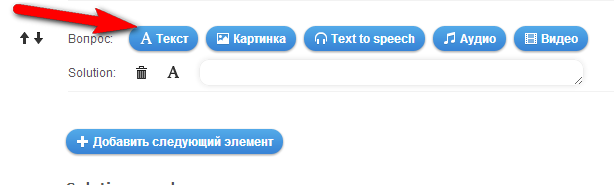 Вопрос: A Текст Картинка Text to speech Аудио Видео
Solution: A
Добавить следующий элемент